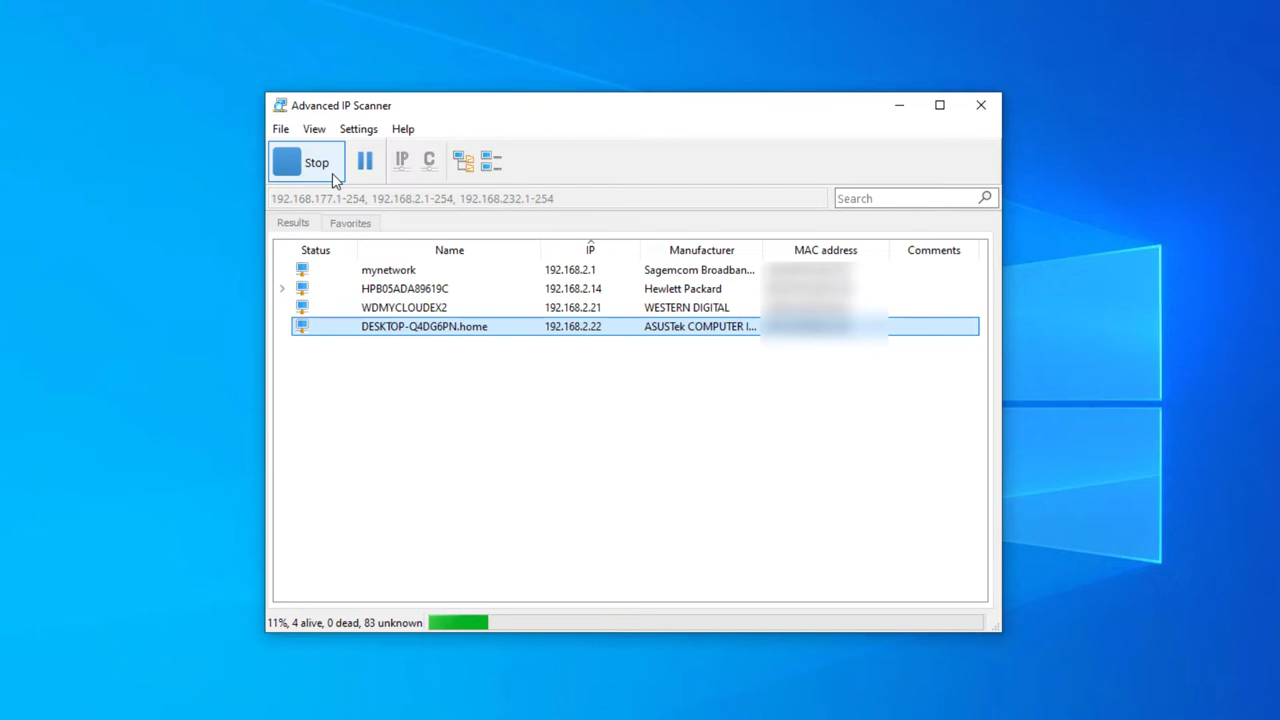 Advanced IP Scanner
File View Settings Help
Stop IP C
192.168.177.1-254, 192.168.2.1-254, 192.168.232.1-254 Search
Results Favorites
Status Name IP Manufacturer MAC address Comments
mynetwork 192.168.2.1 Sagemcom Broadban...
HPB05ADA89619C 192.168.2.14 Hewlett Packard
WDMYCLOUDEX2 192.168.2.21 WESTERN DIGITAL
DESKTOP-Q4DG6PN.home 192.168.2.22 ASUSTek COMPUTER I...
11%, 4 alive, 0 dead, 83 unknown